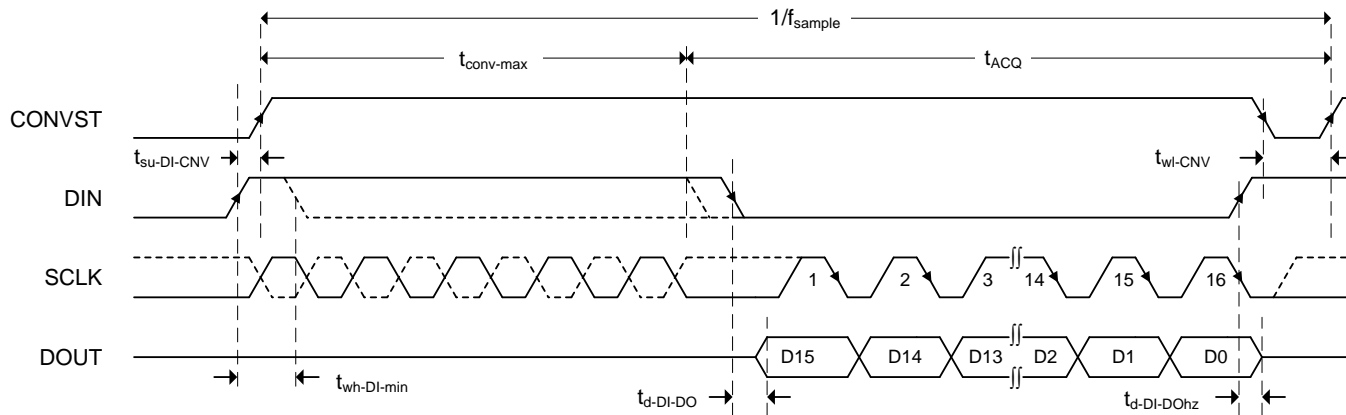 1/fsample
tconv-max
tACQ
CONVST
tsu-DI-CNV
twl-CNV
DIN
SCLK
1 2 3 14 15 16
DOUT
D15 D14 D13 D2 D1 D0
twh-DI-min
td-DI-DO
td-DI-DOhz